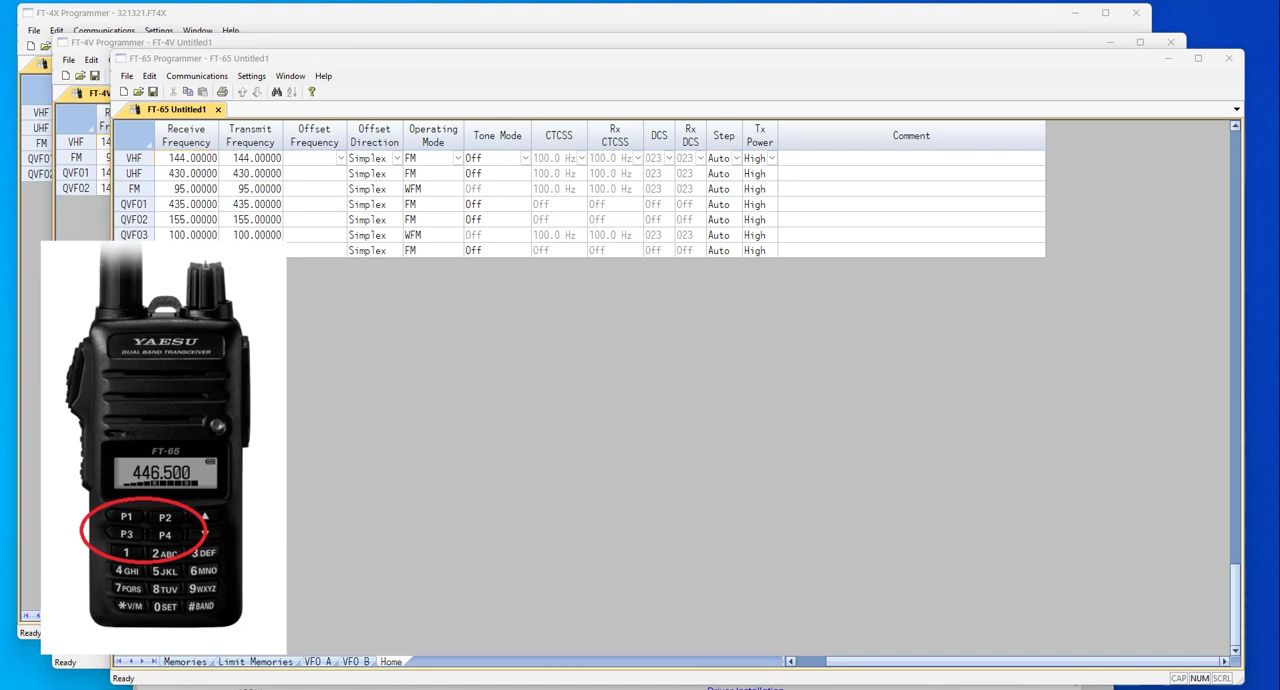 FT-4X Programmer - 321321.FT4X
File Edit Communications Settings Window Help
FT-4V Programmer - FT-4V Untitled1
File Edit
FT-4V
VHF
UHF
FM
QVFO1
QVFO2
VHF
FM
QVFO1
QVFO2
FT-65 Programmer - FT-65 Untitled1
File Edit Communications Settings Window Help
FT-65 Untitled1
Receive Frequency Transmit Frequency Offset Frequency Offset Direction Operating Mode Tone Mode CTCSS Rx CTCSS DCS Rx DCS Step Tx Power Comment
VHF 144.00000 144.00000 Simplex FM Off 100.0 Hz 100.0 Hz 023 023 Auto High
UHF 430.00000 430.00000 Simplex FM Off 100.0 Hz 100.0 Hz 023 023 Auto High
FM 95.00000 95.00000 Simplex WFM Off 100.0 Hz 100.0 Hz 023 023 Auto High
QVFO1 435.00000 435.00000 Simplex FM Off Off Off Off Off Auto High
QVFO2 155.00000 155.00000 Simplex FM Off Off Off Off Off Auto High
QVFO3 100.00000 100.00000 Simplex WFM Off 100.0 Hz 100.0 Hz 023 023 Auto High
Simplex FM Off Off Off Off Off Auto High
YAESU
DUAL BAND TRANSCEIVER
FT-65
446.500
P1 P2 ▲
P3 P4
1 2ABC 3DEF
4GHI 5JKL 6MNO
7PQRS 8TUV 9WXYZ
*V/M 0SET #BAND
Memories Limit Memories VFO A VFO B Home
Ready
Ready
Ready
CAP NUM SCRL